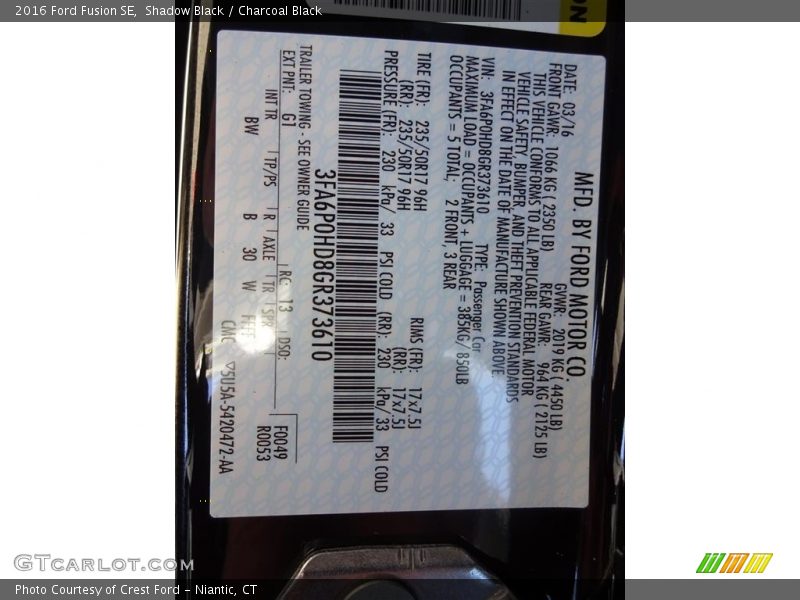 2016 Ford Fusion SE,  Shadow Black / Charcoal Black
MFD. BY FORD MOTOR CO.
DATE: 03/16 GVWR: 2019 KG ( 4450 LB)
FRONT GAWR: 1066 KG ( 2350 LB) REAR GAWR: 964 KG ( 2125 LB)
THIS VEHICLE CONFORMS TO ALL APPLICABLE FEDERAL MOTOR
VEHICLE SAFETY, BUMPER, AND THEFT PREVENTION STANDARDS
IN EFFECT ON THE DATE OF MANUFACTURE SHOWN ABOVE.
VIN: 3FA6P0HD8GR373610 TYPE: Passenger Car
MAXIMUM LOAD = OCCUPANTS + LUGGAGE = 385KG/ 850LB
OCCUPANTS = 5 TOTAL; 2 FRONT, 3 REAR
TIRE (FR): 235/50R17 96H RIMS (FR): 17x7.5J
(RR): 235/50R17 96H (RR): 17x7.5J
PRESSURE (FR): 230 kPa/ 33 PSI COLD (RR): 230 kPa/ 33 PSI COLD
3FA6P0HD8GR373610
TRAILER TOWING - SEE OWNER GUIDE
EXT PNT: G1 RC: 13 DSO:
F0049
R0053
INT TR TP/PS R AXLE TR SPR
BW B 30 W
CMC ▽5U5A-5420472-AA
GTCARLOT.COM
Photo Courtesy of Crest Ford – Niantic, CT